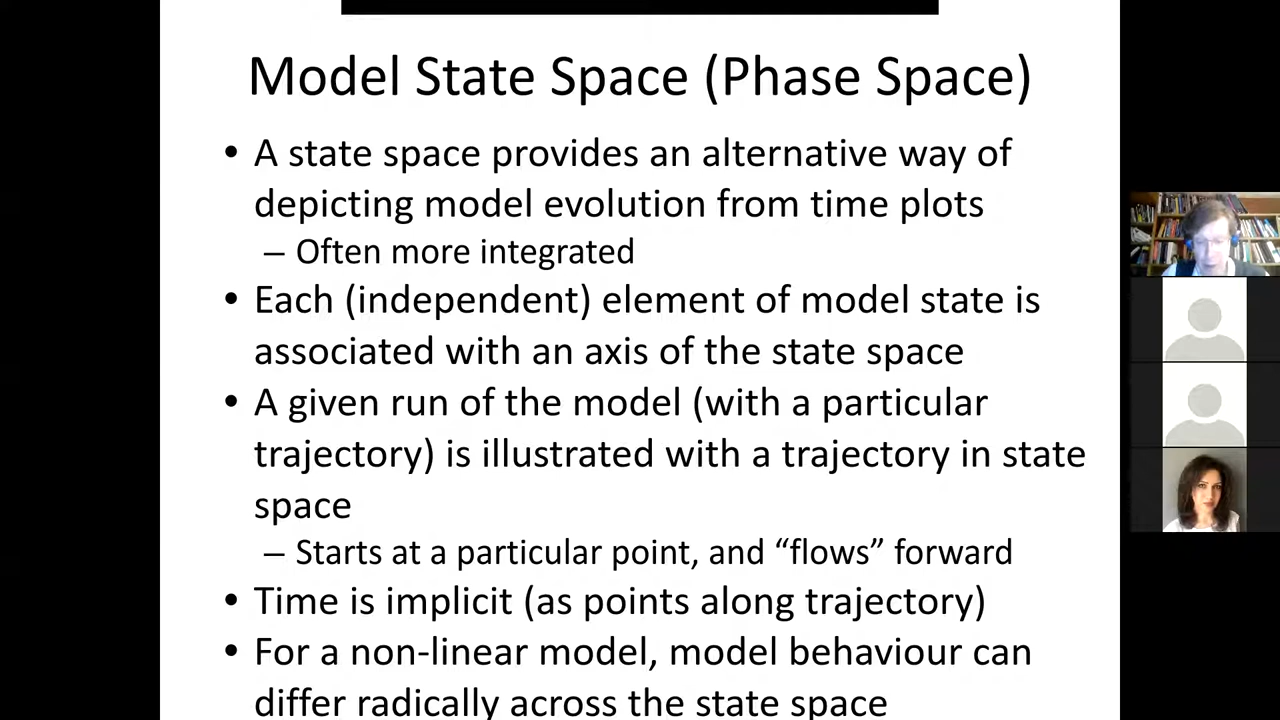 Model State Space (Phase Space)
• A state space provides an alternative way of
depicting model evolution from time plots
– Often more integrated
• Each (independent) element of model state is
associated with an axis of the state space
• A given run of the model (with a particular
trajectory) is illustrated with a trajectory in state
space
– Starts at a particular point, and “flows” forward
• Time is implicit (as points along trajectory)
• For a non-linear model, model behaviour can
differ radically across the state space